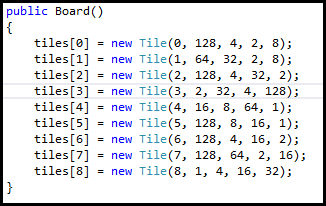 public Board()
{
tiles[0] = new Tile(0, 128, 4, 2, 8);
tiles[1] = new Tile(1, 64, 32, 2, 8);
tiles[2] = new Tile(2, 128, 4, 32, 2);
tiles[3] = new Tile(3, 2, 32, 4, 128);
tiles[4] = new Tile(4, 16, 8, 64, 1);
tiles[5] = new Tile(5, 128, 8, 16, 1);
tiles[6] = new Tile(6, 128, 4, 16, 2);
tiles[7] = new Tile(7, 128, 64, 2, 16);
tiles[8] = new Tile(8, 1, 4, 16, 32);
}